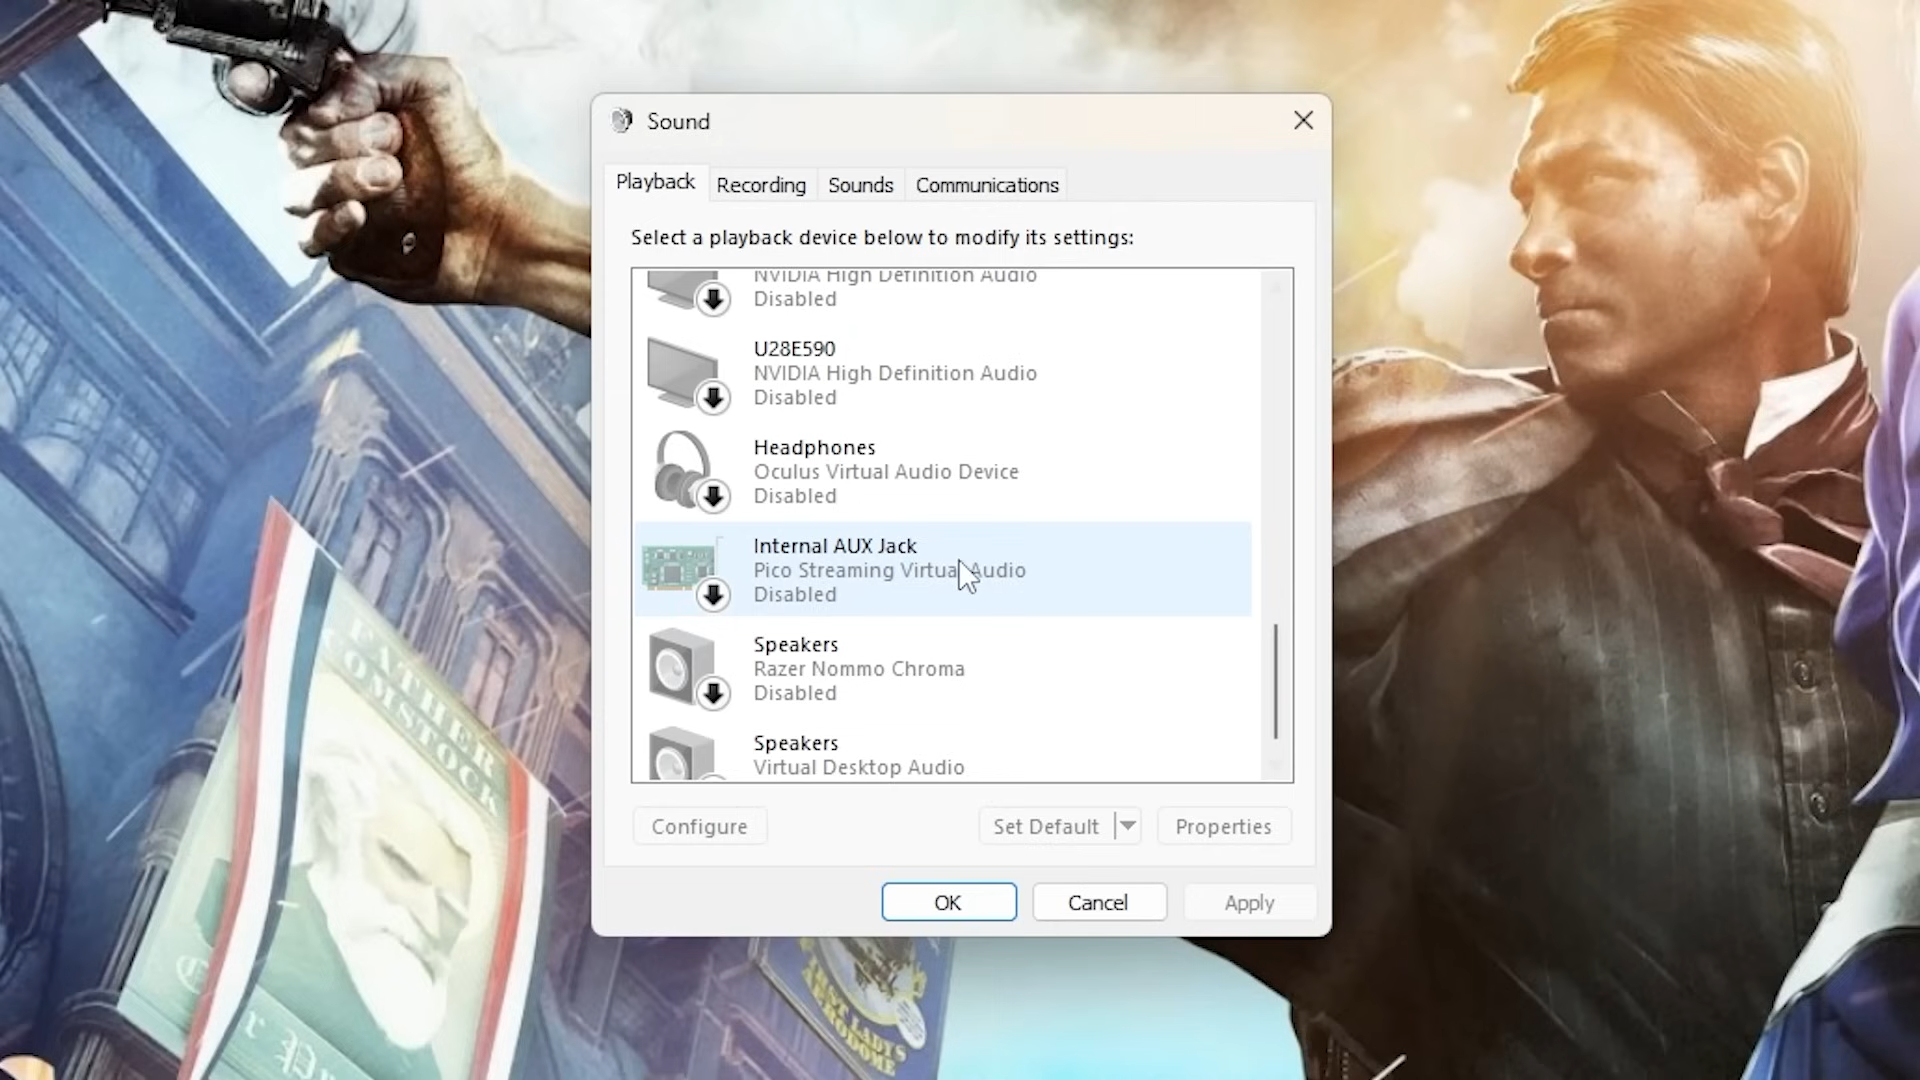 Sound
Playback
Recording
Sounds
Communications
Select a playback device below to modify its settings:
NVIDIA High Definition Audio
Disabled
U28E590
NVIDIA High Definition Audio
Disabled
Headphones
Oculus Virtual Audio Device
Disabled
Internal AUX Jack
Pico Streaming Virtual Audio
Disabled
Speakers
Razer Nommo Chroma
Disabled
Speakers
Virtual Desktop Audio
Configure
Set Default
Properties
OK
Cancel
Apply
FATHER
COMSTOCK